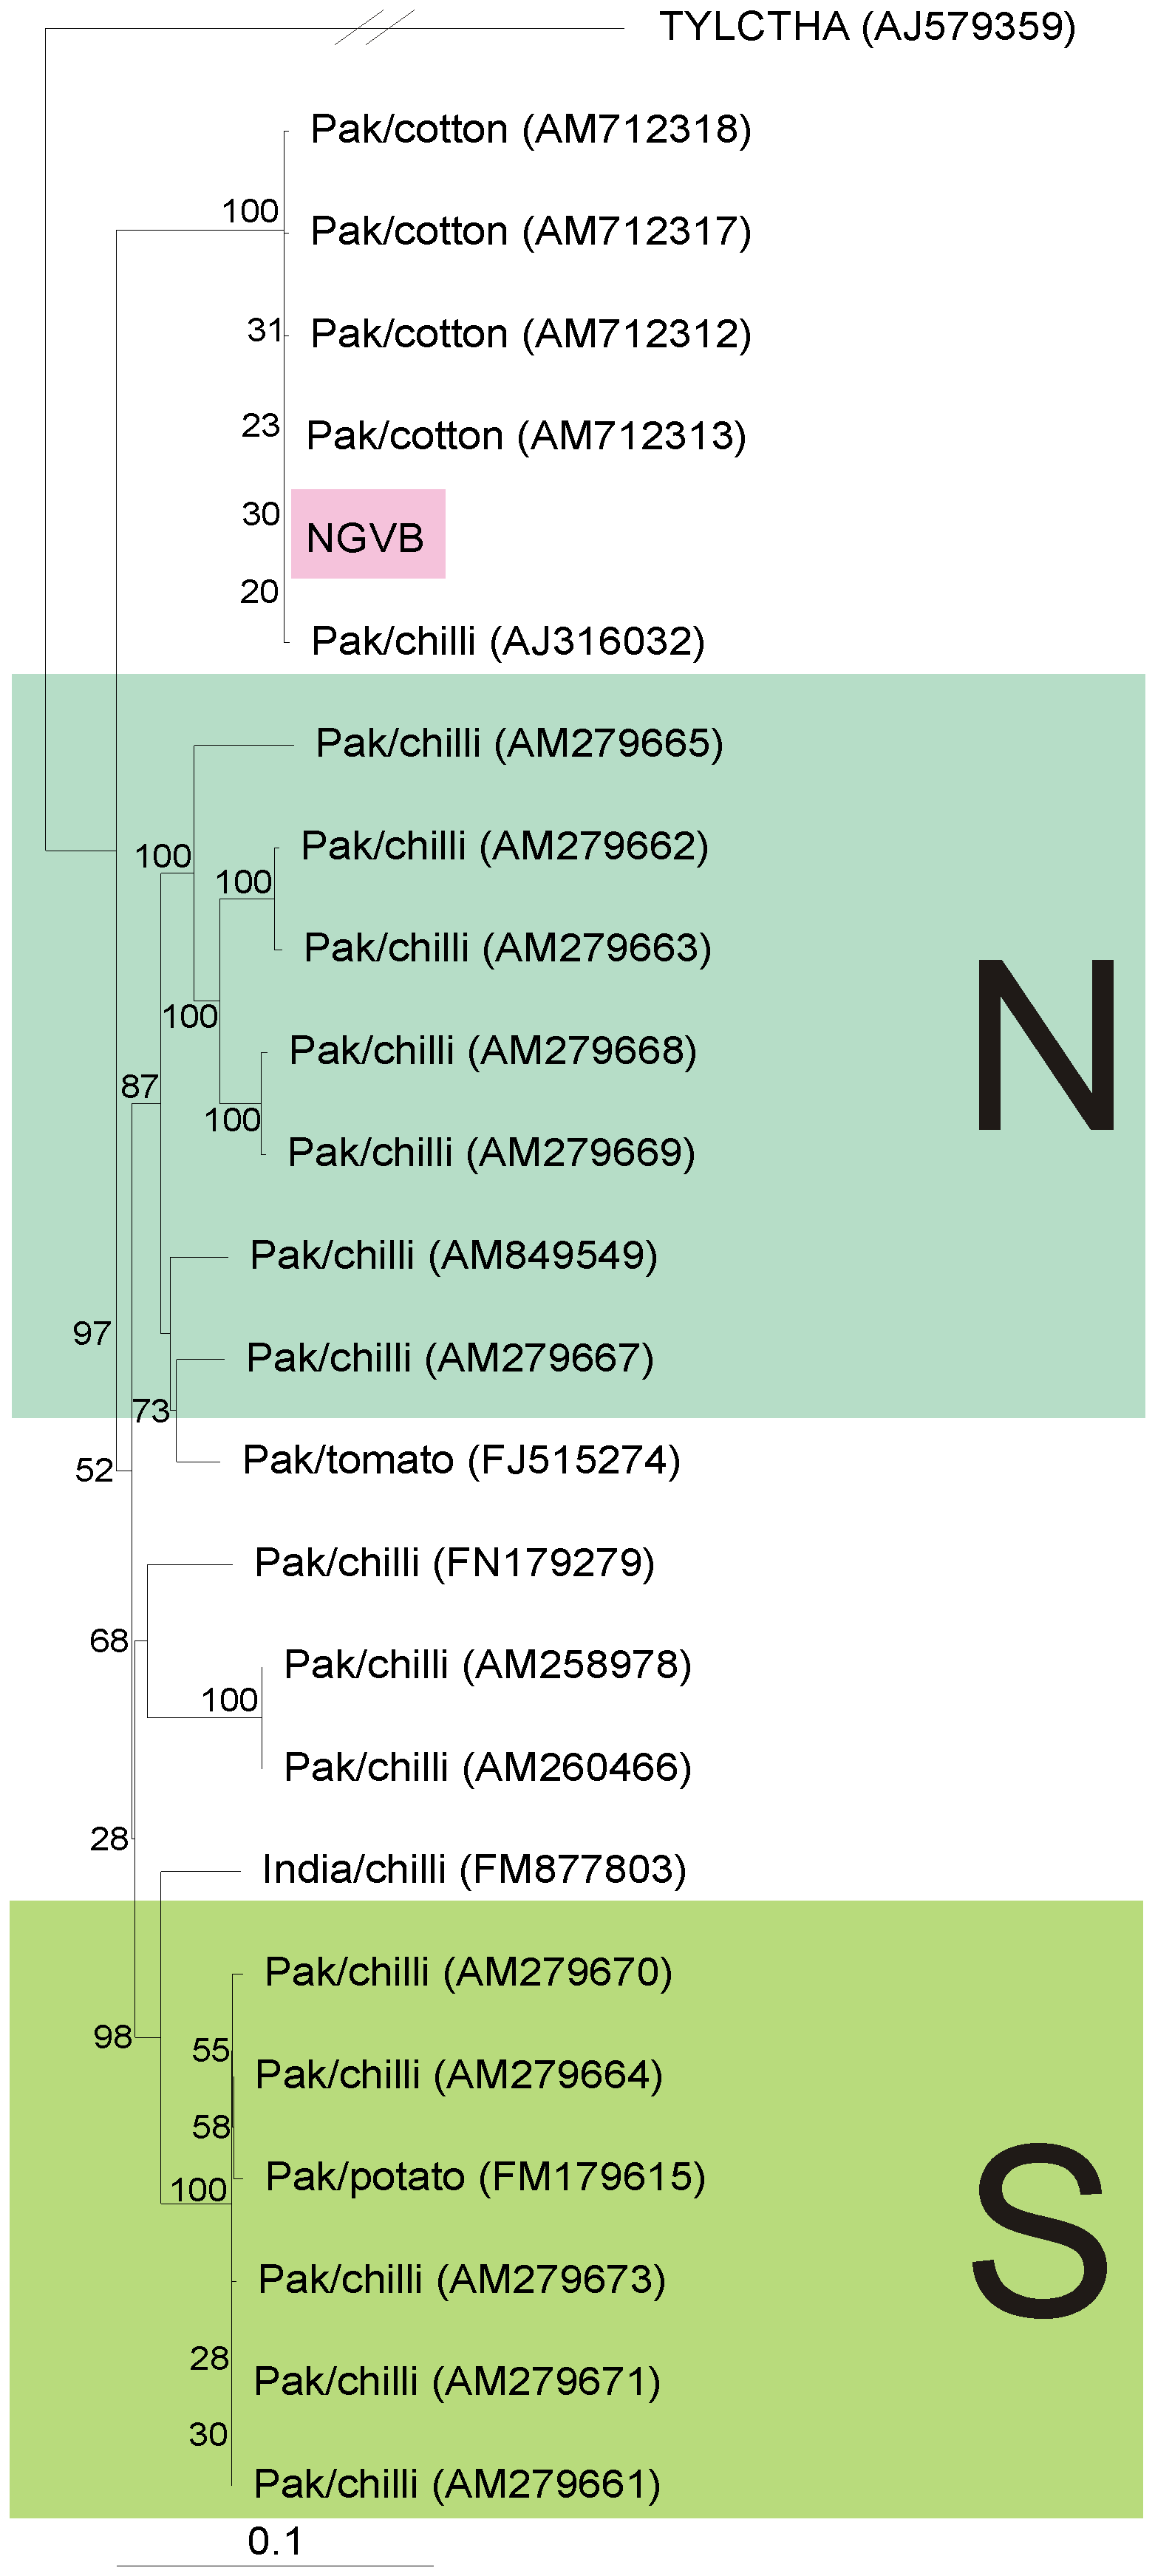 TYLCTHA (AJ579359)
Pak/cotton (AM712318)
100
Pak/cotton (AM712317)
31
Pak/cotton (AM712312)
23
Pak/cotton (AM712313)
30
NGVB
20
Pak/chilli (AJ316032)
Pak/chilli (AM279665)
100
Pak/chilli (AM279662)
100
Pak/chilli (AM279663)
100
N
Pak/chilli (AM279668)
87
100
Pak/chilli (AM279669)
Pak/chilli (AM849549)
97
Pak/chilli (AM279667)
73
Pak/tomato (FJ515274)
52
Pak/chilli (FN179279)
68
Pak/chilli (AM258978)
100
Pak/chilli (AM260466)
28
India/chilli (FM877803)
Pak/chilli (AM279670)
98
55
Pak/chilli (AM279664)
58
Pak/potato (FM179615)
100
S
Pak/chilli (AM279673)
28
Pak/chilli (AM279671)
30
Pak/chilli (AM279661)
0.1